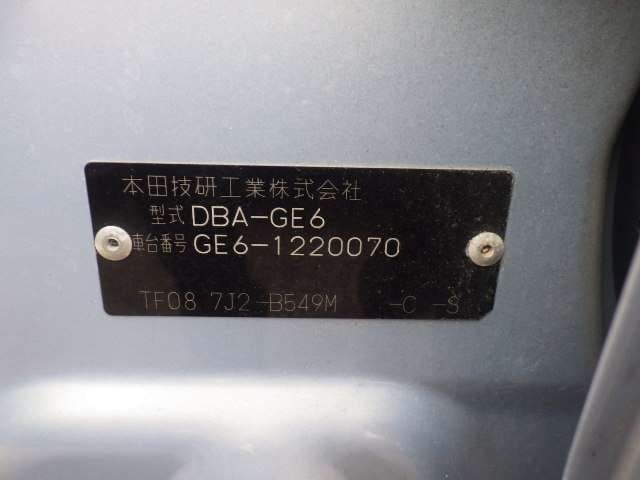 本田技研工業株式会社
型式 DBA-GE6
車台番号 GE6-1220070
TF08 7J2 -B549M -C -S